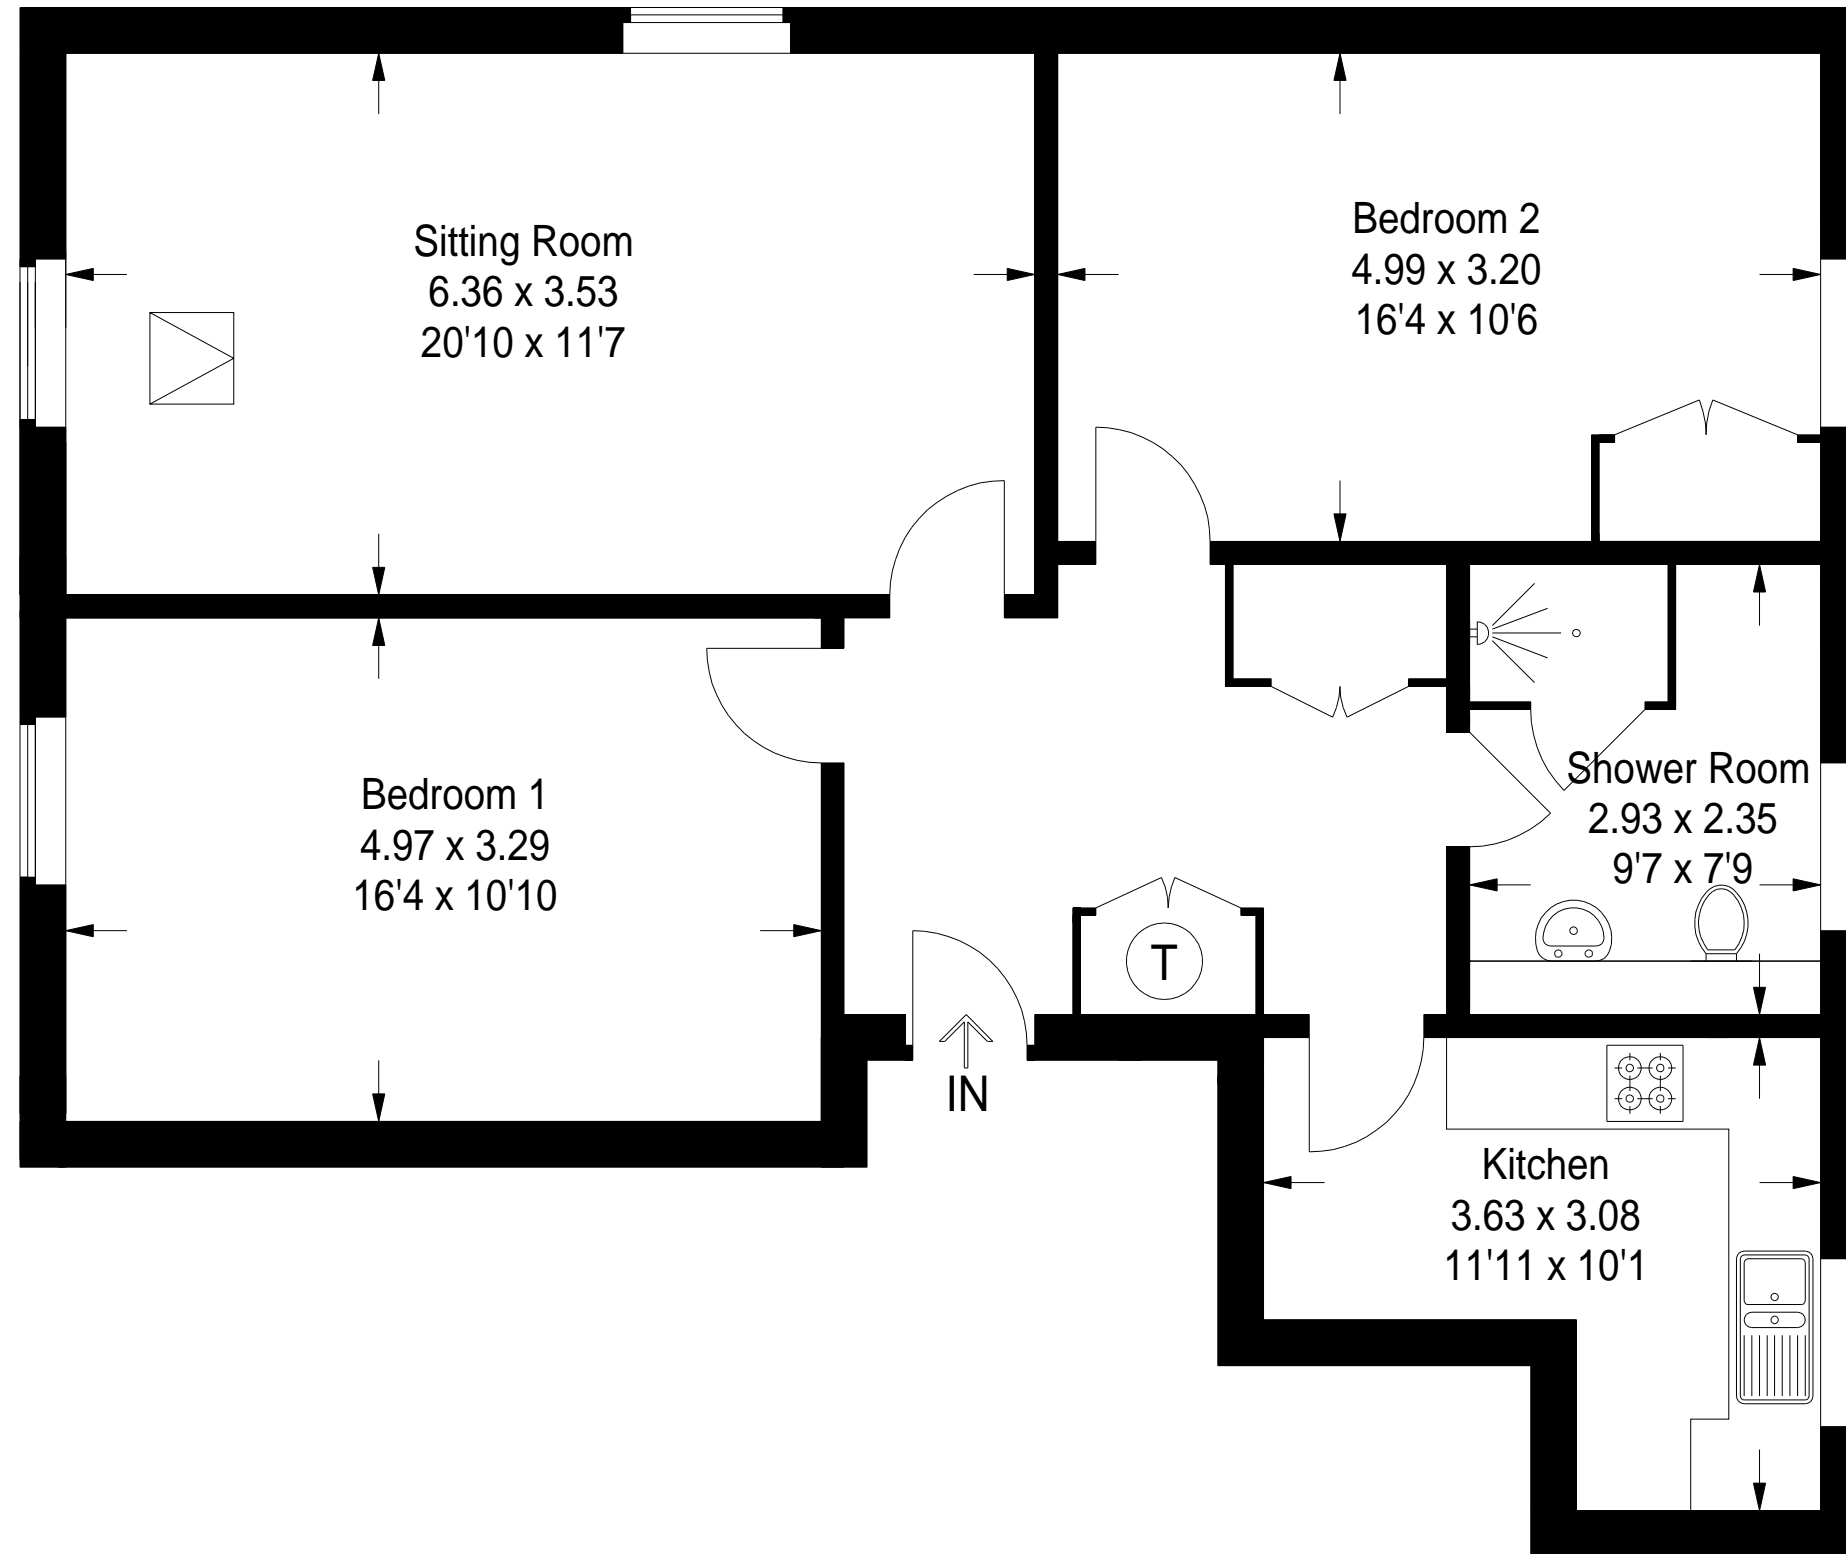 Sitting Room
6.36 x 3.53
20'10 x 11'7
Bedroom 2
4.99 x 3.20
16'4 x 10'6
Bedroom 1
4.97 x 3.29
16'4 x 10'10
Shower Room
2.93 x 2.35
9'7 x 7'9
T
IN
Kitchen
3.63 x 3.08
11'11 x 10'1